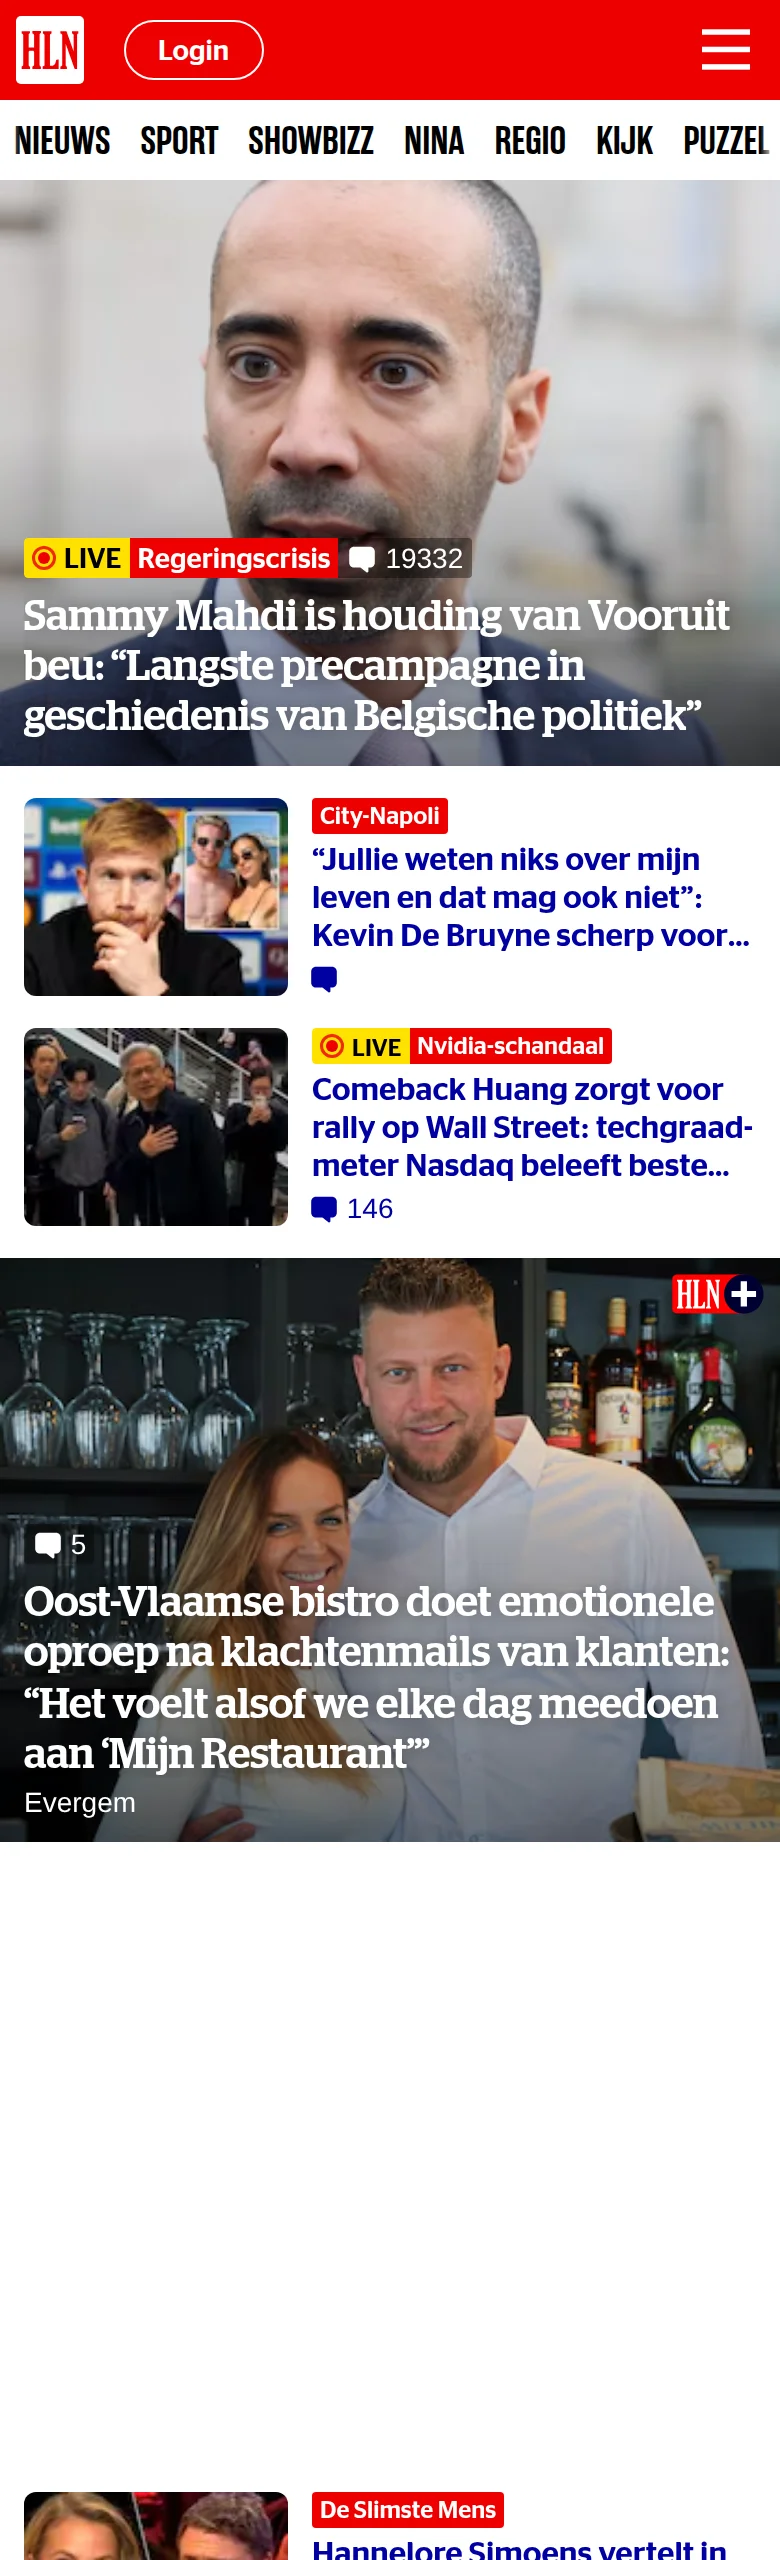 HLN
Login
NIEUWS SPORT SHOWBIZZ NINA REGIO KIJK PUZZEL
LIVE Regeringscrisis 19332
Sammy Mahdi is houding van Vooruit
beu: “Langste precampagne in
geschiedenis van Belgische politiek”
City-Napoli
“Jullie weten niks over mijn
leven en dat mag ook niet”:
Kevin De Bruyne scherp voor...
LIVE Nvidia-schandaal
Comeback Huang zorgt voor
rally op Wall Street: techgraad-
meter Nasdaq beleeft beste...
146
HLN+
5
Oost-Vlaamse bistro doet emotionele
oproep na klachtenmails van klanten:
“Het voelt alsof we elke dag meedoen
aan ‘Mijn Restaurant’”
Evergem
De Slimste Mens
Hannelore Simoens vertelt in